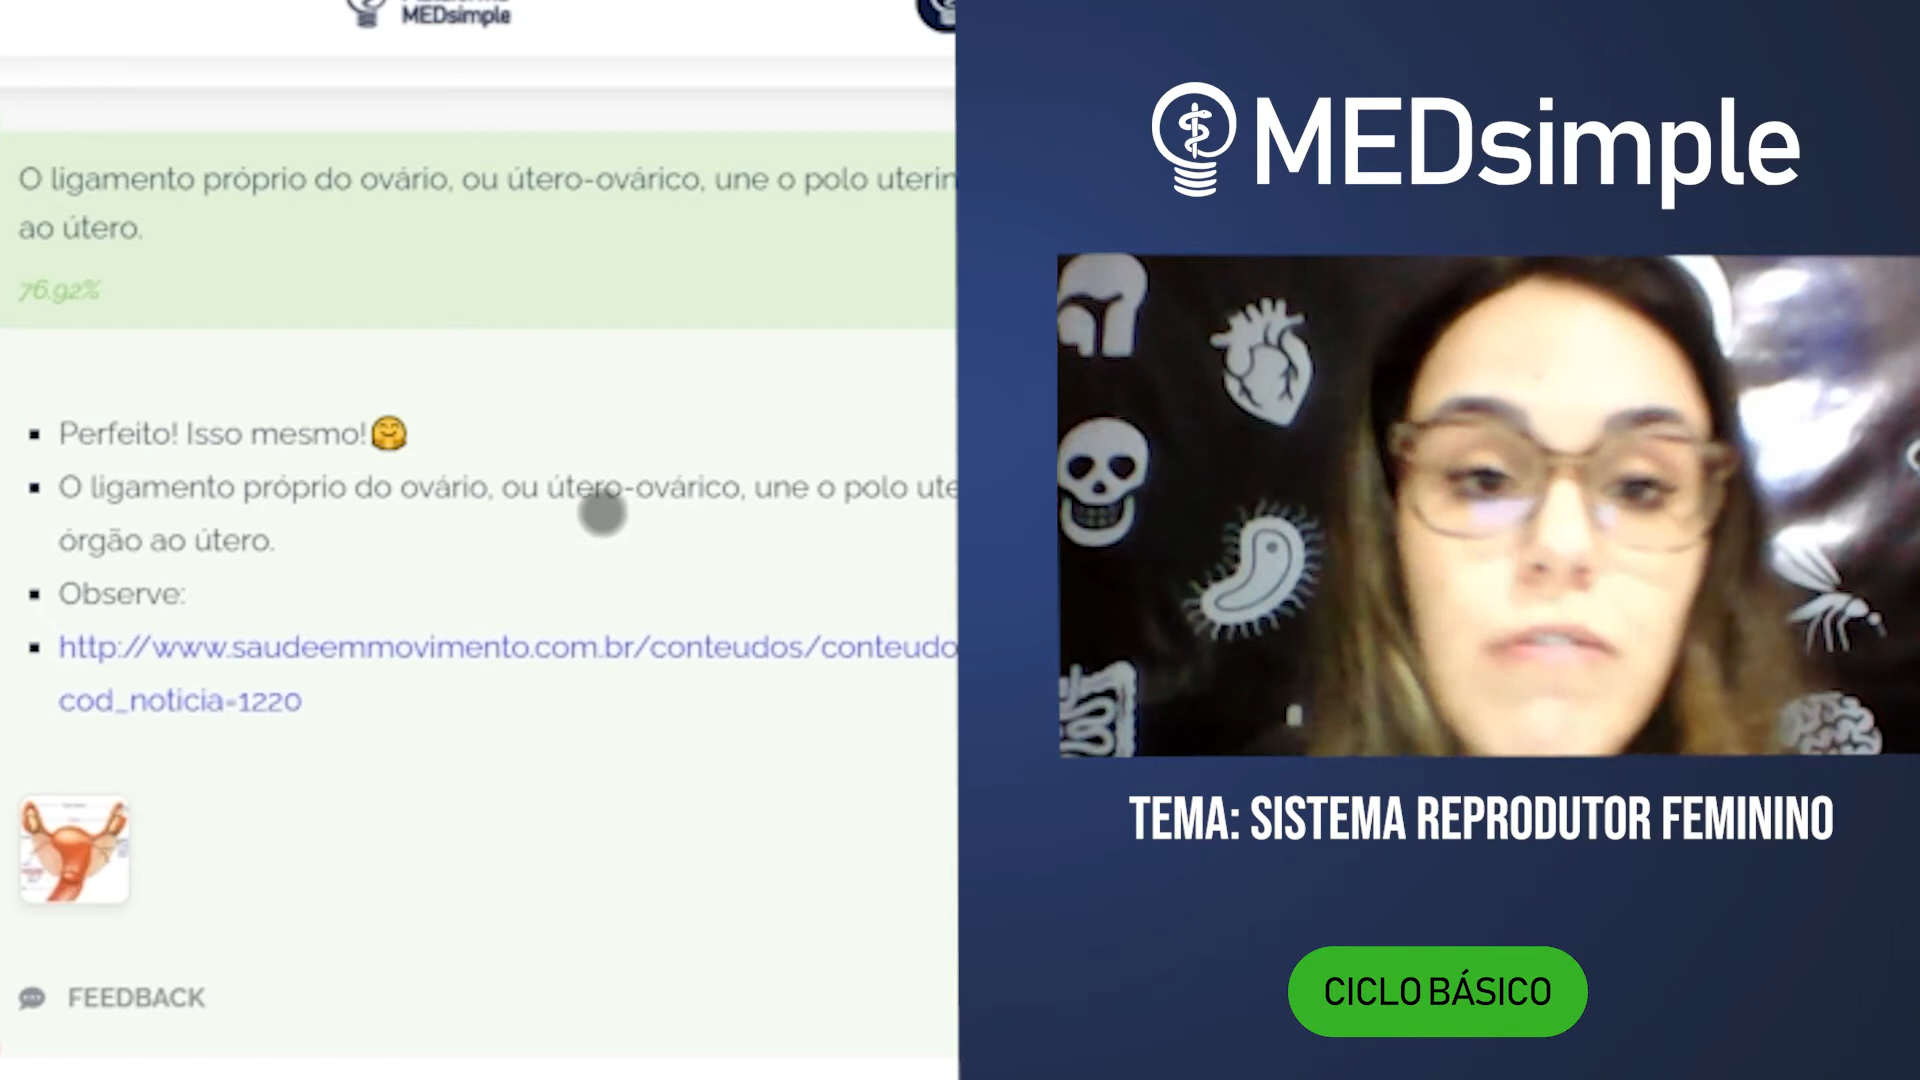 MEDsimple
O ligamento próprio do ovário, ou útero-ovárico, une o polo uterin
ao útero.
76.92%
Perfeito! Isso mesmo!
O ligamento próprio do ovário, ou útero-ovárico, une o polo ute
órgão ao útero.
Observe:
http://www.saudeemmovimento.com.br/conteudos/conteudo
cod_noticia=1220
FEEDBACK
MEDsimple
TEMA: SISTEMA REPRODUTOR FEMININO
CICLO BÁSICO